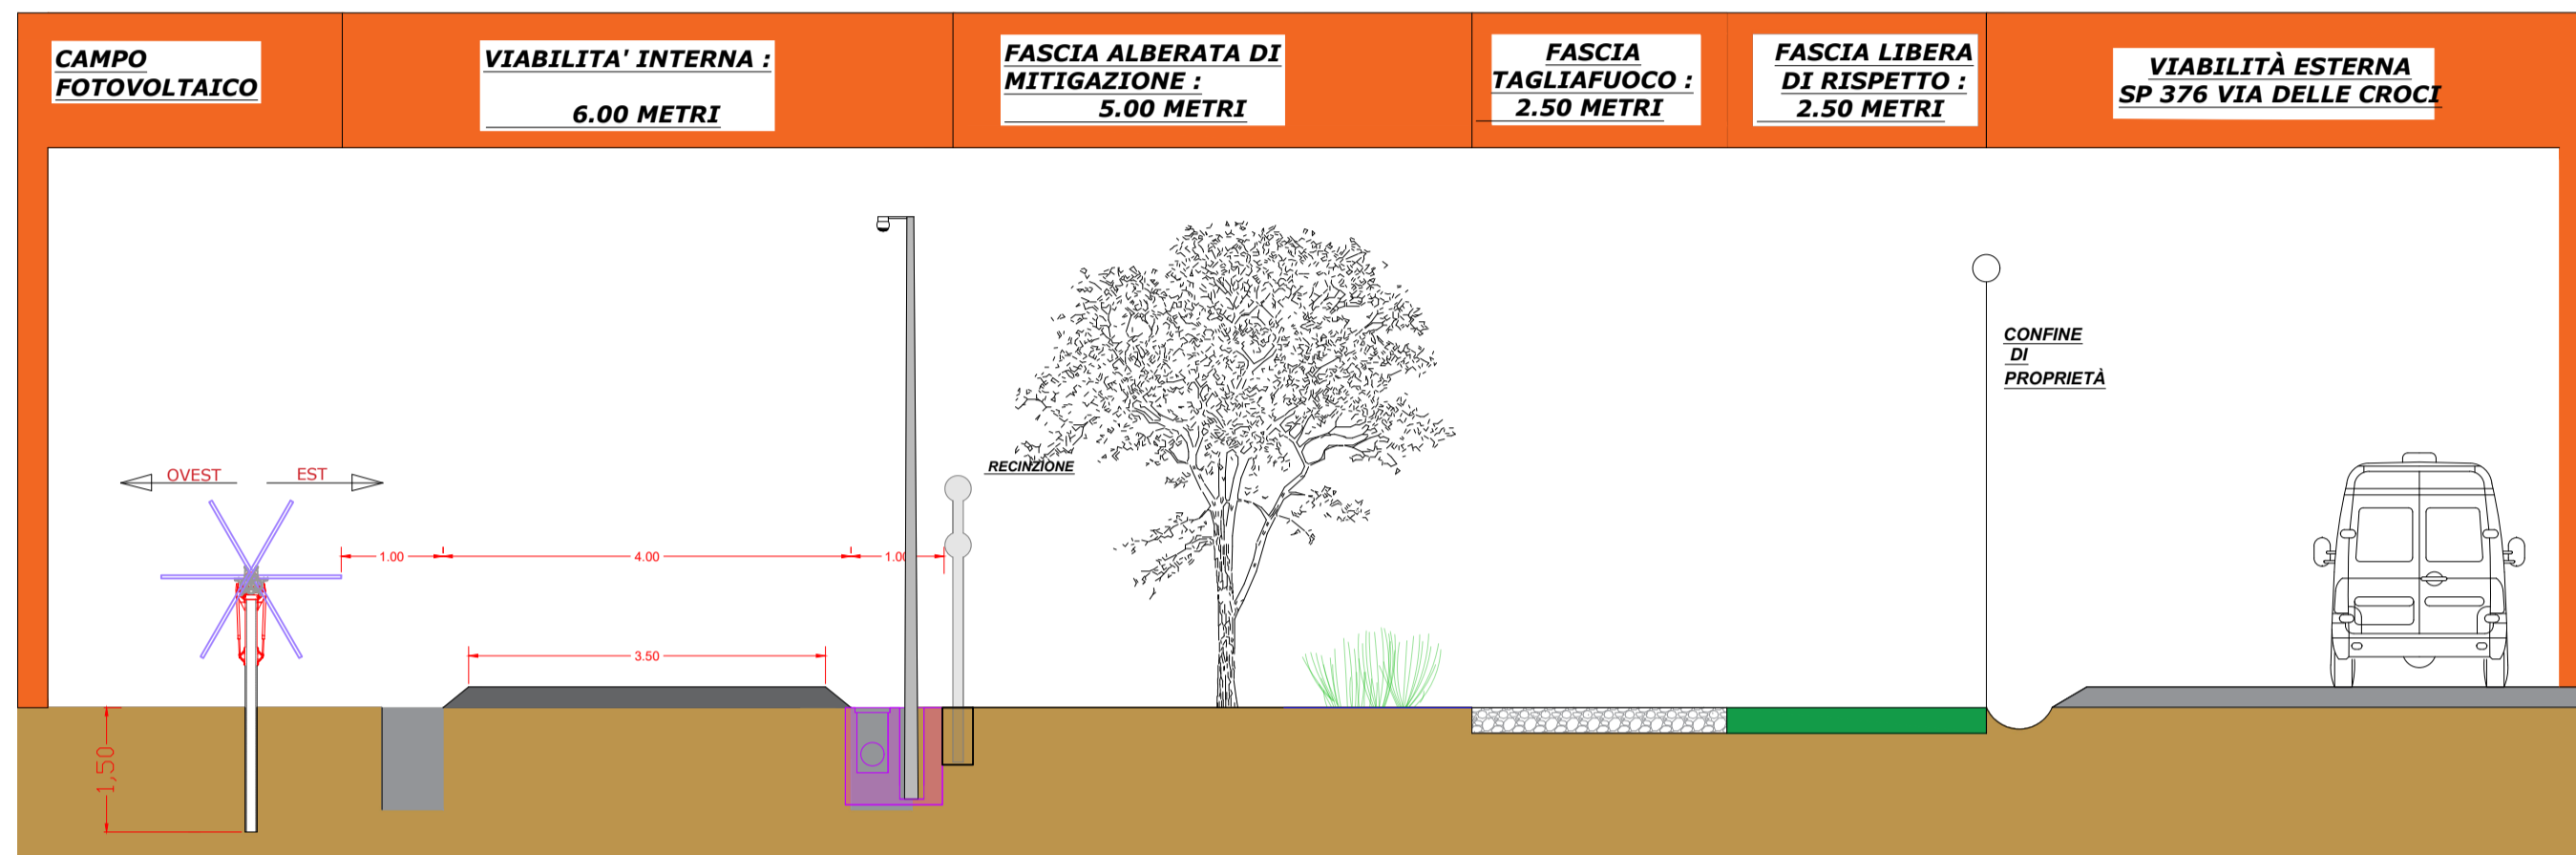 CAMPO
FOTOVOLTAICO
VIABILITA' INTERNA :
6.00 METRI
FASCIA ALBERATA DI
MITIGAZIONE :
5.00 METRI
FASCIA
TAGLIAFUOCO :
2.50 METRI
FASCIA LIBERA
DI RISPETTO :
2.50 METRI
VIABILITÀ ESTERNA
SP 376 VIA DELLE CROCI
CONFINE
DI
PROPRIETÀ
RECINZIONE
OVEST
EST
1.00
4.00
1.00
3.50
1,50